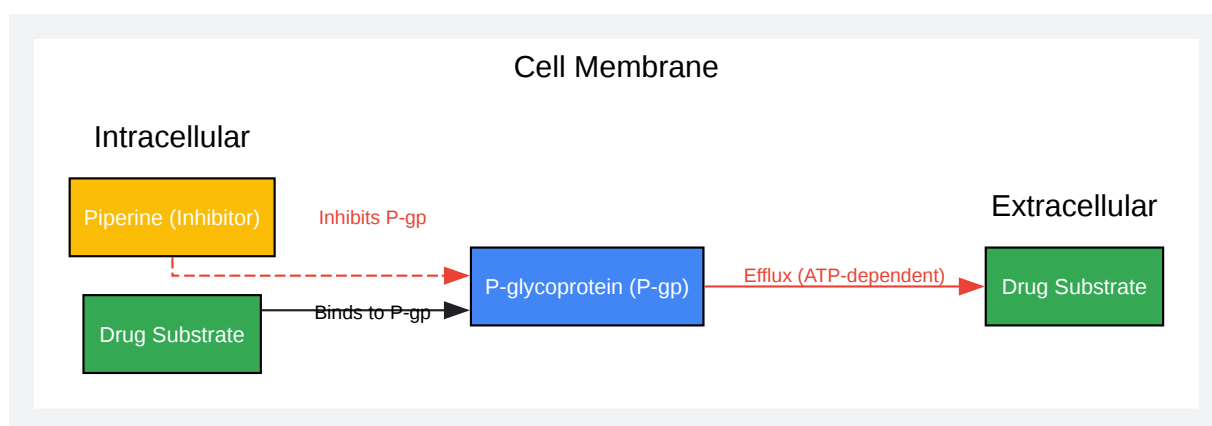 Cell Membrane
Intracellular
Piperine (Inhibitor)
Inhibits P-gp
Drug Substrate
Binds to P-gp
P-glycoprotein (P-gp)
Efflux (ATP-dependent)
Extracellular
Drug Substrate